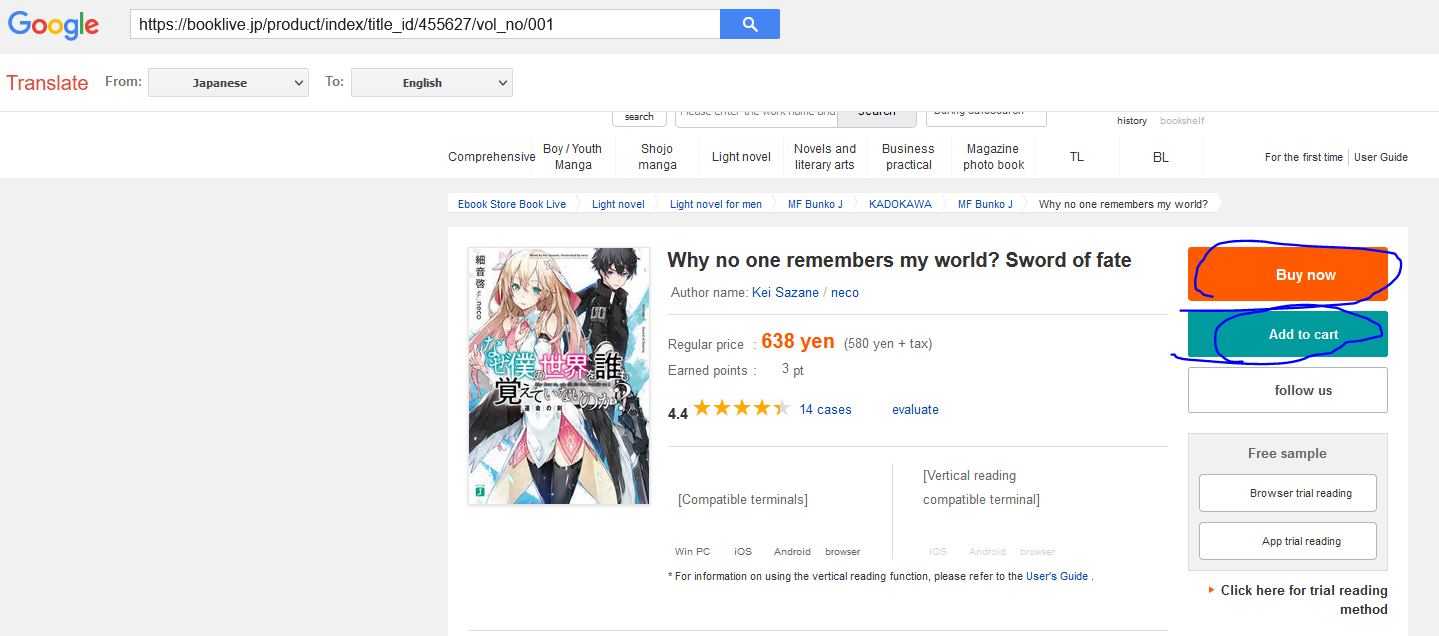 Google
https://booklive.jp/product/index/title_id/455627/vol_no/001
Translate From: Japanese To: English
search
Search
history bookshelf
Comprehensive
Boy / Youth
Manga
Shojo
manga
Light novel
Novels and
literary arts
Business
practical
Magazine
photo book
TL
BL
For the first time User Guide
Ebook Store Book Live Light novel Light novel for men MF Bunko J KADOKAWA MF Bunko J Why no one remembers my world?
細音啓
neco
なぜ僕の世界を誰も
覚えていないのか?
運命の剣
Why no one remembers my world? Sword of fate
Author name: Kei Sazane / neco
Regular price : 638 yen (580 yen + tax)
Earned points : 3 pt
4.4 14 cases evaluate
[Compatible terminals]
Win PC iOS Android browser
[Vertical reading
compatible terminal]
iOS Android browser
* For information on using the vertical reading function, please refer to the User's Guide .
Buy now
Add to cart
follow us
Free sample
Browser trial reading
App trial reading
Click here for trial reading
method